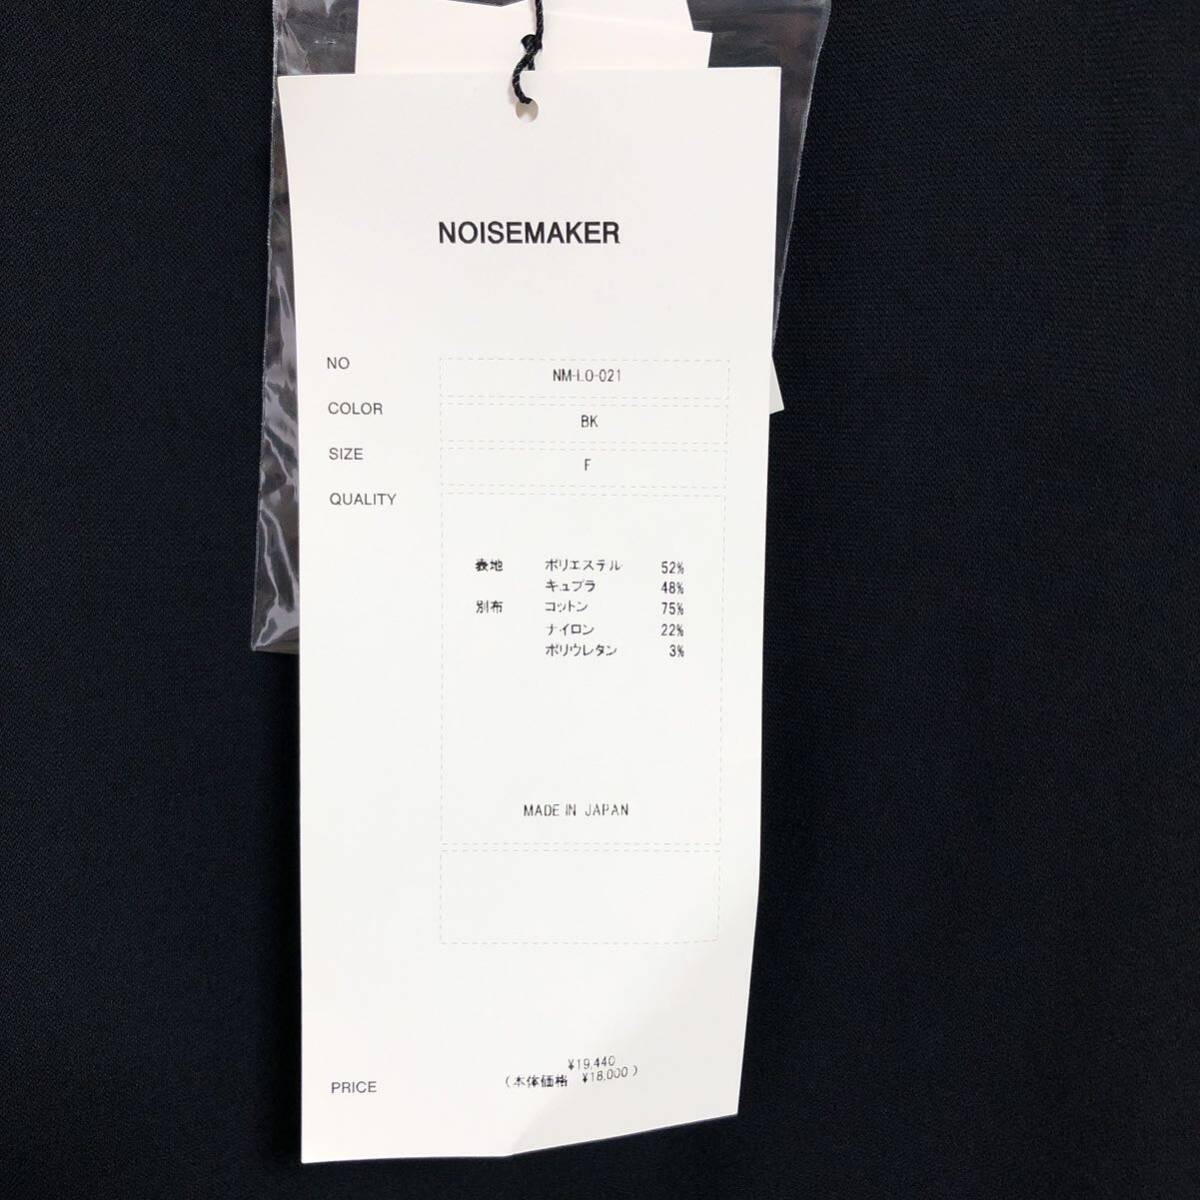 NOISEMAKER
NO NM-LO-021
COLOR BK
SIZE F
QUALITY
表地 ポリエステル 52%
キュプラ 48%
別布 コットン 75%
ナイロン 22%
ポリウレタン 3%
MADE IN JAPAN
¥19,440
PRICE (本体価格 ¥18,000)